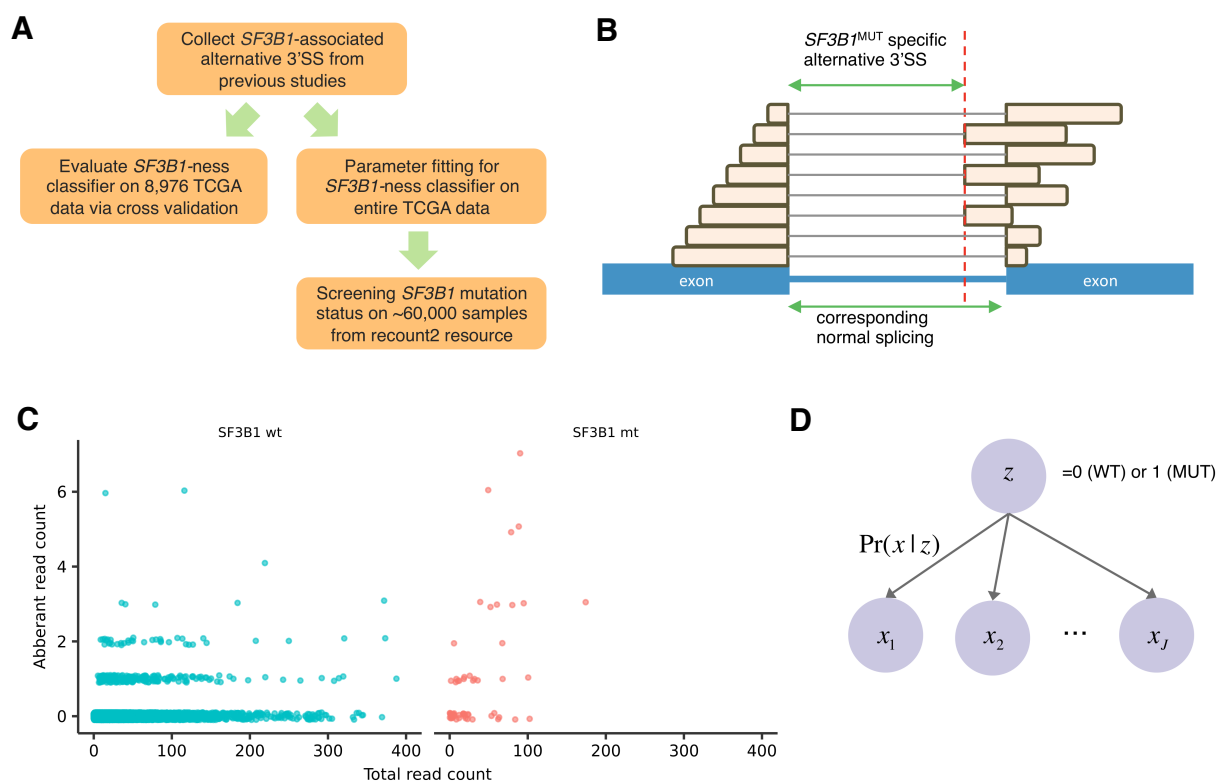 A
Collect SF3B1-associated
alternative 3'SS from
previous studies
Evaluate SF3B1-ness
classifier on 8,976 TCGA
data via cross validation
Parameter fitting for
SF3B1-ness classifier on
entire TCGA data
Screening SF3B1 mutation
status on ~60,000 samples
from recount2 resource
B
SF3B1MUT specific
alternative 3'SS
exon
exon
corresponding
normal splicing
C
SF3B1 wt
SF3B1 mt
Abberant read count
6
4
2
0
0 100 200 300 400
0 100 200 300 400
Total read count
D
z
=0 (WT) or 1 (MUT)
Pr(x | z)
x1 x2 ... xJ